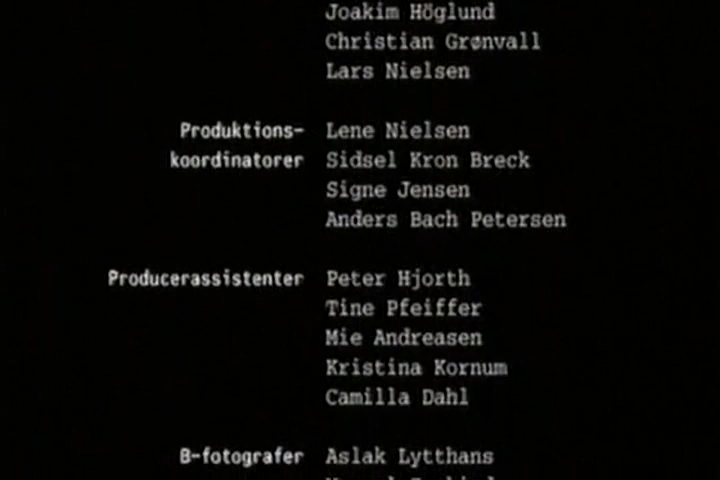 Joakim Höglund
Christian Grønvall
Lars Nielsen
Produktions- Lene Nielsen
koordinatorer Sidsel Kron Breck
Signe Jensen
Anders Bach Petersen
Producerassistenter Peter Hjorth
Tine Pfeiffer
Mie Andreasen
Kristina Kornum
Camilla Dahl
B-fotografer Aslak Lytthans